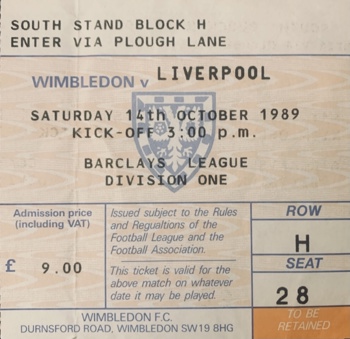 SOUTH STAND BLOCK H
ENTER VIA PLOUGH LANE
WIMBLEDON v LIVERPOOL
SATURDAY 14th OCTOBER 1989
KICK-OFF 3:00 p.m.
BARCLAYS LEAGUE
DIVISION ONE
Admission price
(including VAT)
£ 9.00
Issued subject to the Rules
and Regualtions of the
Football League and the
Football Association.
This ticket is valid for the
above match on whatever
date it may be played.
ROW
H
SEAT
28
WIMBLEDON F.C.
DURNSFORD ROAD, WIMBLEDON SW19 8HG
TO BE
RETAINED